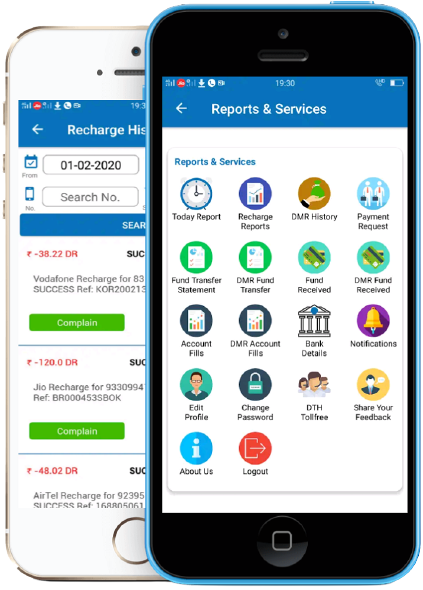 19:3
Recharge His
From
01-02-2020
No.
Search No.
SEAR
₹ -38.22 DR
SUC
Vodafone Recharge for 83
SUCCESS Ref: KOR200213
Complain
₹ -120.0 DR
SUC
Jio Recharge for 9330994
Ref: BR000453SBOK
Complain
₹ -48.02 DR
SUC
AirTel Recharge for 92395
SUCCESS Ref: 168805061
19:30
Reports & Services
Reports & Services
Today Report
Recharge
Reports
DMR History
Payment
Request
Fund Transfer
Statement
DMR Fund
Transfer
Fund
Received
DMR Fund
Received
Account
Fills
DMR Account
Fills
Bank
Details
Notifications
Edit
Profile
Change
Password
DTH
Tollfree
Share Your
Feedback
About Us
Logout